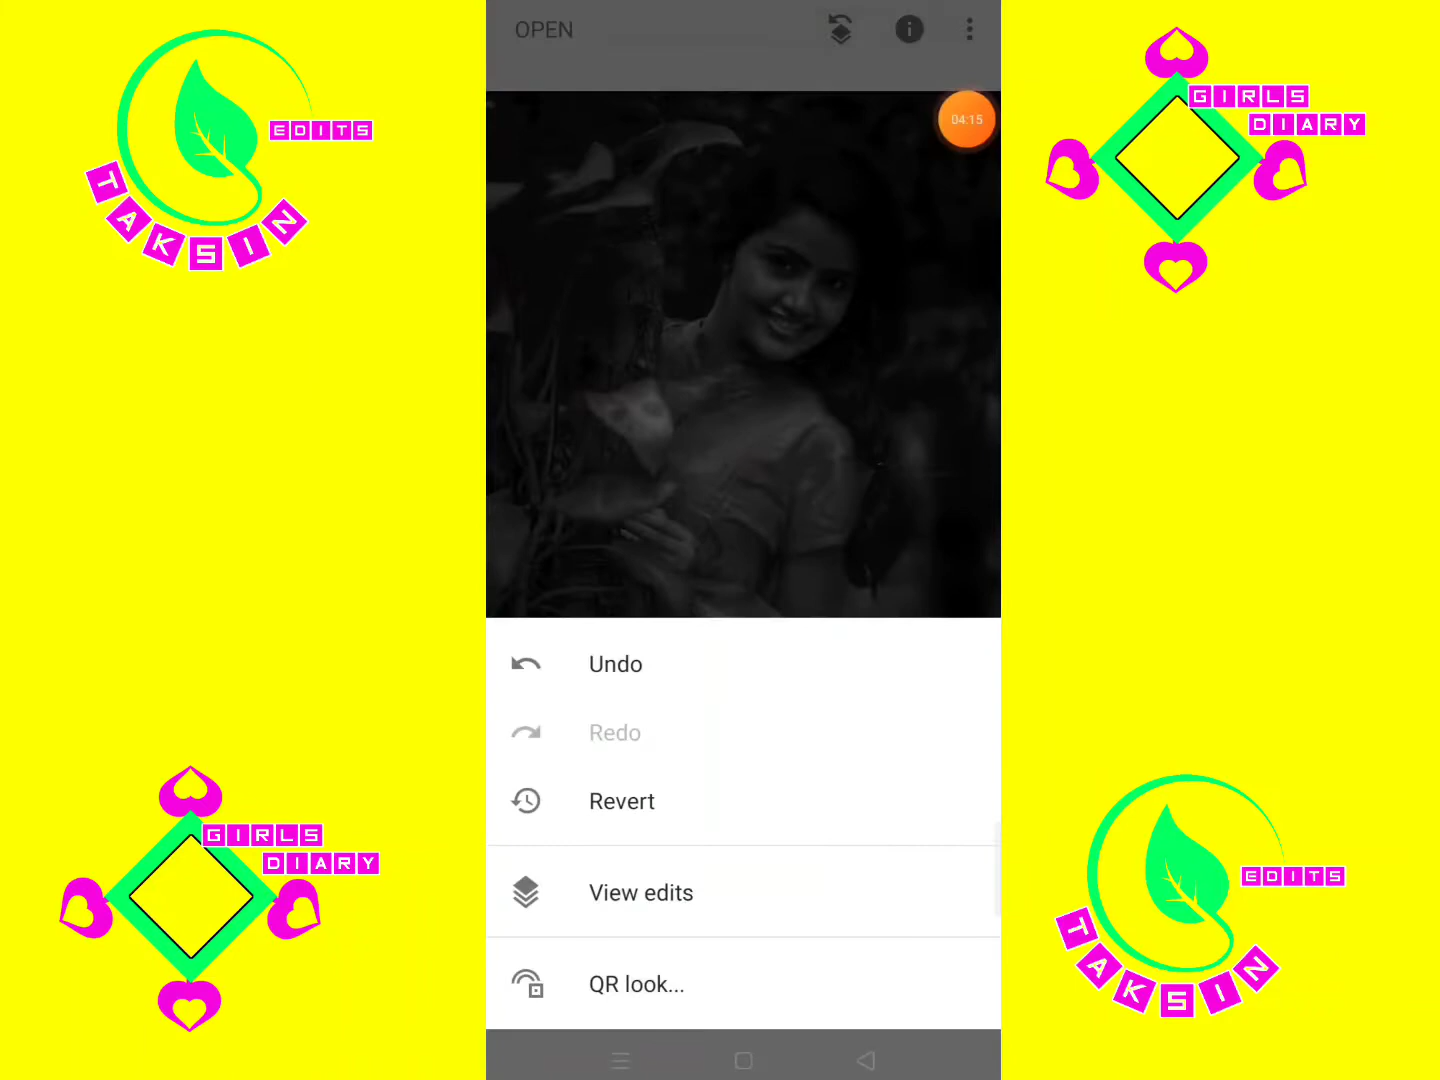 OPEN
04:15
EDITS
TAKSIN
GIRLS
DIARY
Undo
Redo
Revert
View edits
QR look...
GIRLS
DIARY
EDITS
TAKSIN